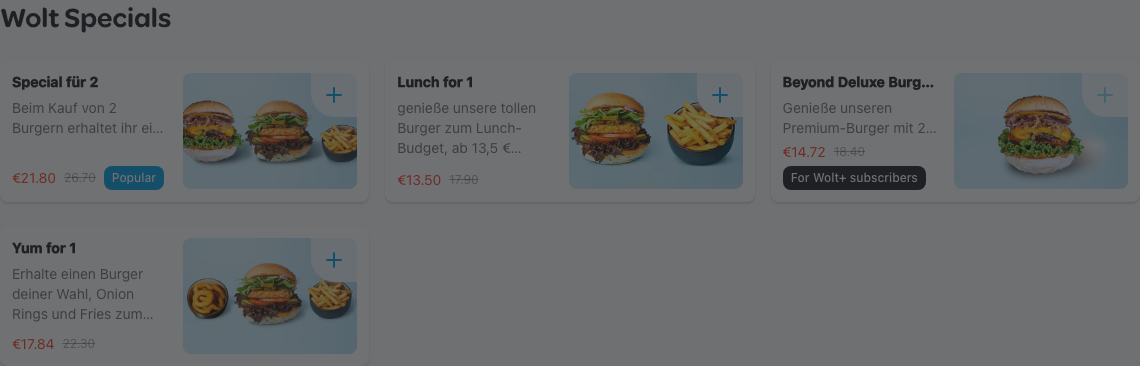 Wolt Specials
Special für 2
Beim Kauf von 2
Burgern erhaltet ihr ei...
€21.80 26.70 Popular
Lunch for 1
genieße unsere tollen
Burger zum Lunch-
Budget, ab 13,5 €...
€13.50 17.90
Beyond Deluxe Burg...
Genieße unseren
Premium-Burger mit 2...
€14.72 18.40
For Wolt+ subscribers
Yum for 1
Erhalte einen Burger
deiner Wahl, Onion
Rings und Fries zum...
€17.84 22.30